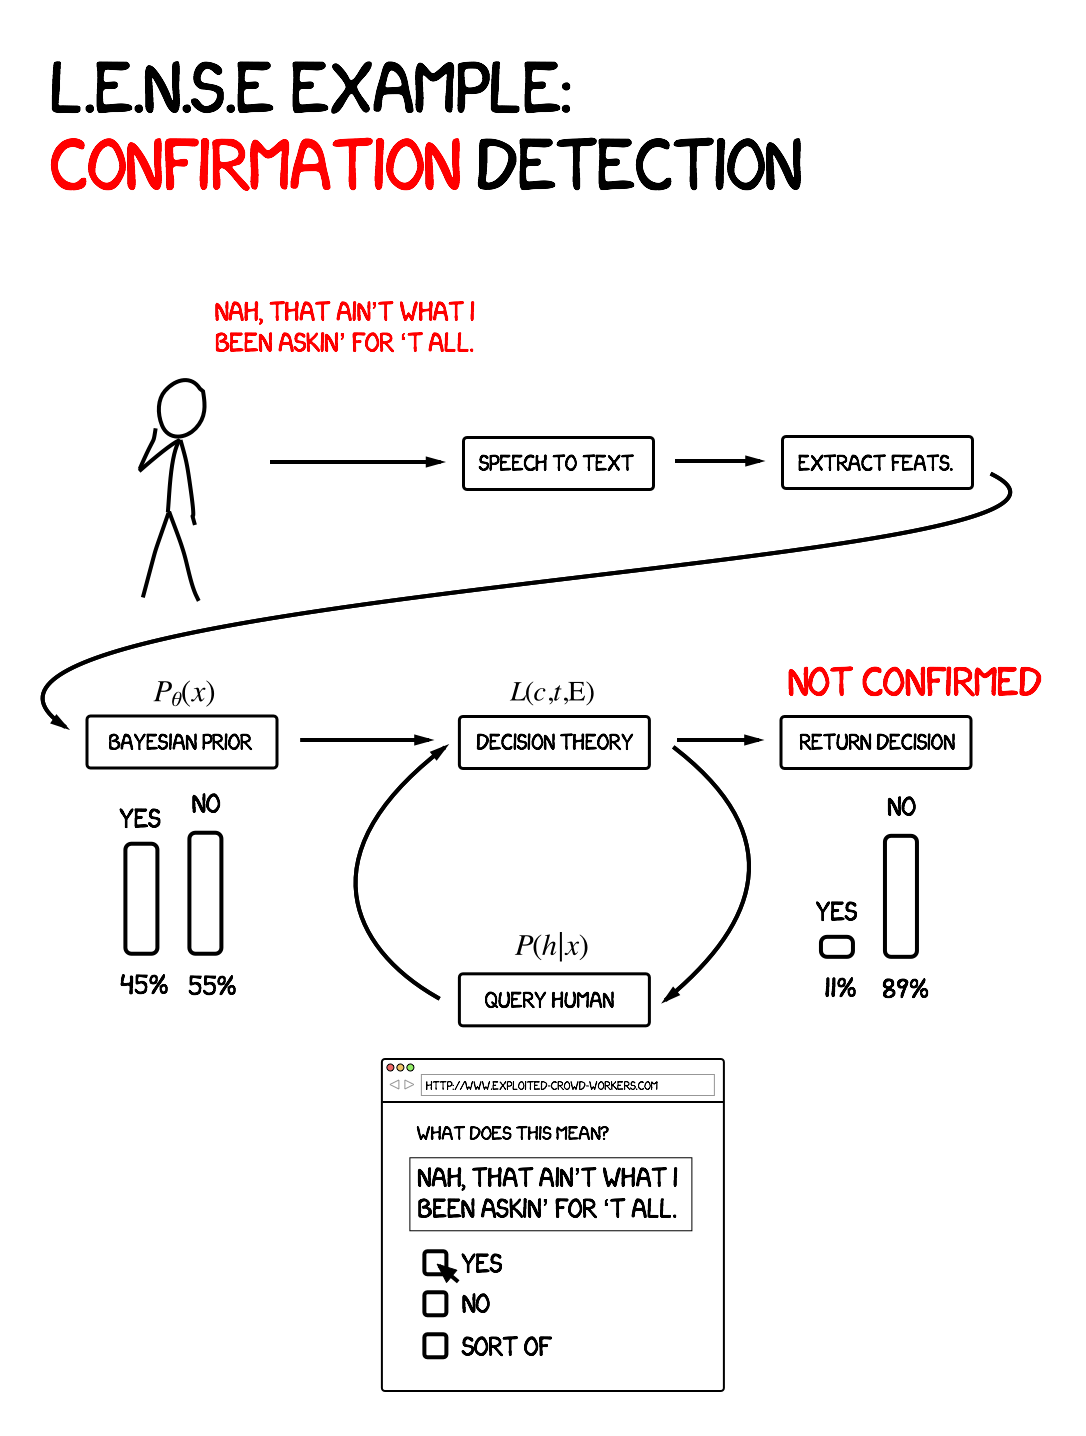 L.E.N.S.E EXAMPLE:
CONFIRMATION DETECTION
NAH, THAT AIN'T WHAT I
BEEN ASKIN' FOR 'T ALL.
SPEECH TO TEXT
EXTRACT FEATS.
P_θ(x)
BAYESIAN PRIOR
L(c,t,E)
DECISION THEORY
NOT CONFIRMED
RETURN DECISION
YES
NO
45%
55%
NO
YES
11%
89%
P(h|x)
QUERY HUMAN
HTTP://WWW.EXPLOITED-CROWD-WORKERS.COM
WHAT DOES THIS MEAN?
NAH, THAT AIN'T WHAT I
BEEN ASKIN' FOR 'T ALL.
YES
NO
SORT OF